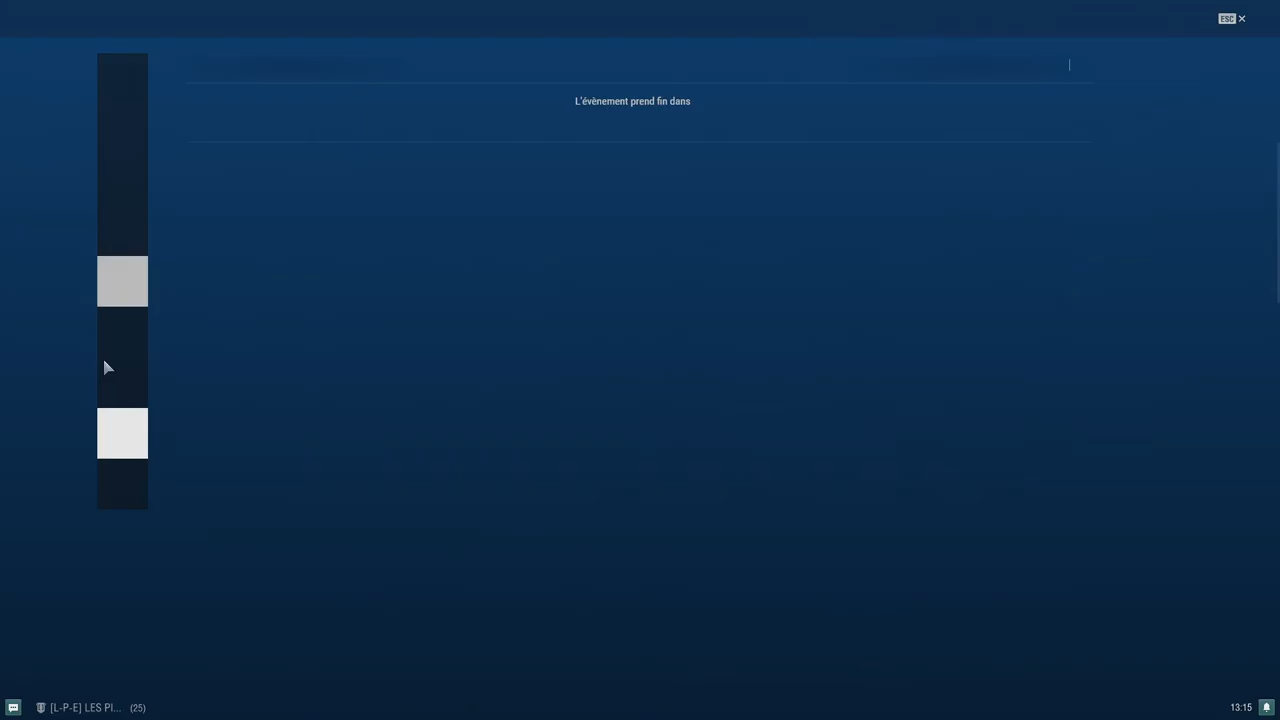 ESC
L'évènement prend fin dans
[L-P-E] LES PI... (25)
13:15